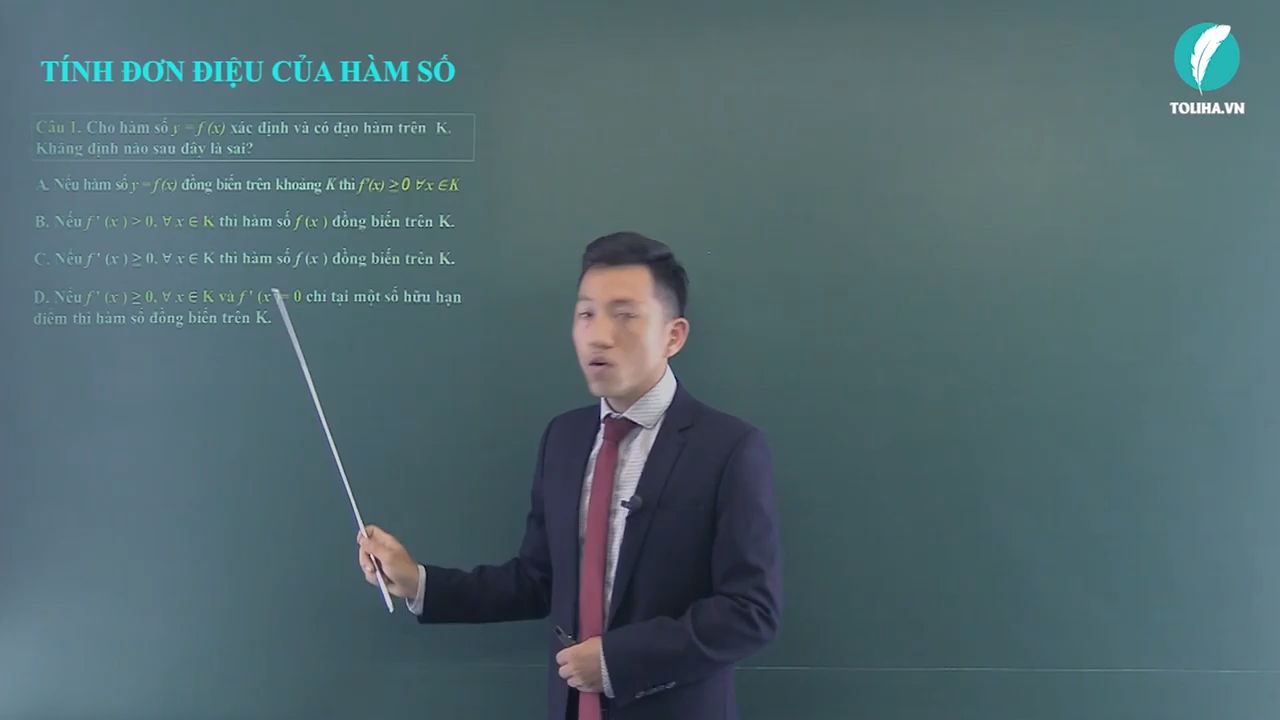 TÍNH ĐƠN ĐIỆU CỦA HÀM SỐ
TOLIHA.VN
Câu 1. Cho hàm số y = f (x) xác định và có đạo hàm trên K.
Khẳng định nào sau đây là sai?
A. Nếu hàm số y = f(x) đồng biến trên khoảng K thì f'(x) ≥ 0 ∀x ∈ K
B. Nếu f ' (x ) > 0, ∀ x ∈ K thì hàm số f (x ) đồng biến trên K.
C. Nếu f ' (x ) ≥ 0, ∀ x ∈ K thì hàm số f (x ) đồng biến trên K.
D. Nếu f ' (x ) ≥ 0, ∀ x ∈ K và f ' (x ) = 0 chỉ tại một số hữu hạn
điểm thì hàm số đồng biến trên K.